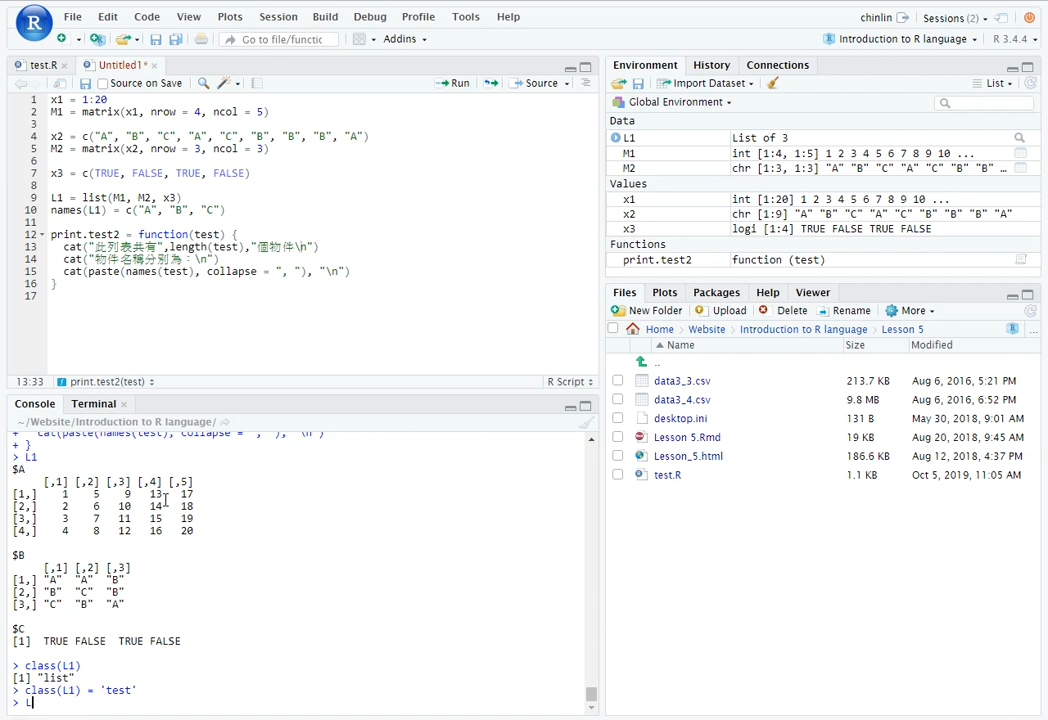 File Edit Code View Plots Session Build Debug Profile Tools Help
chinlin Sessions (2)
Go to file/functic Addins
Introduction to R language R 3.4.4
test.R Untitled1*
Source on Save Run Source
1 x1 = 1:20
2 M1 = matrix(x1, nrow = 4, ncol = 5)
3
4 x2 = c("A", "B", "C", "A", "C", "B", "B", "B", "A")
5 M2 = matrix(x2, nrow = 3, ncol = 3)
6
7 x3 = c(TRUE, FALSE, TRUE, FALSE)
8
9 L1 = list(M1, M2, x3)
10 names(L1) = c("A", "B", "C")
11
12 print.test2 = function(test) {
13 cat("此列表共有",length(test),"個物件\n")
14 cat("物件名稱分別為：\n")
15 cat(paste(names(test), collapse = ", "), "\n")
16 }
17
13:33 print.test2(test) R Script
Console Terminal
~/Website/Introduction to R language/
+ cat(paste(names(test), collapse = ", "), "\n")
+ }
> L1
$A
[,1] [,2] [,3] [,4] [,5]
[1,] 1 5 9 13 17
[2,] 2 6 10 14 18
[3,] 3 7 11 15 19
[4,] 4 8 12 16 20
$B
[,1] [,2] [,3]
[1,] "A" "A" "B"
[2,] "B" "C" "B"
[3,] "C" "B" "A"
$C
[1] TRUE FALSE TRUE FALSE
> class(L1)
[1] "list"
> class(L1) = 'test'
> L
Environment History Connections
Import Dataset List
Global Environment
Data
L1 List of 3
M1 int [1:4, 1:5] 1 2 3 4 5 6 7 8 9 10 ...
M2 chr [1:3, 1:3] "A" "B" "C" "A" "C" "B" "B" …
Values
x1 int [1:20] 1 2 3 4 5 6 7 8 9 10 ...
x2 chr [1:9] "A" "B" "C" "A" "C" "B" "B" "B" "A"
x3 logi [1:4] TRUE FALSE TRUE FALSE
Functions
print.test2 function (test)
Files Plots Packages Help Viewer
New Folder Upload Delete Rename More
Home Website Introduction to R language Lesson 5 ...
Name Size Modified
..
data3_3.csv 213.7 KB Aug 6, 2016, 5:21 PM
data3_4.csv 9.8 MB Aug 6, 2016, 6:52 PM
desktop.ini 131 B May 30, 2018, 9:01 AM
Lesson 5.Rmd 19 KB Aug 20, 2018, 9:45 AM
Lesson_5.html 186.6 KB Aug 12, 2018, 4:37 PM
test.R 1.1 KB Oct 5, 2019, 11:05 AM